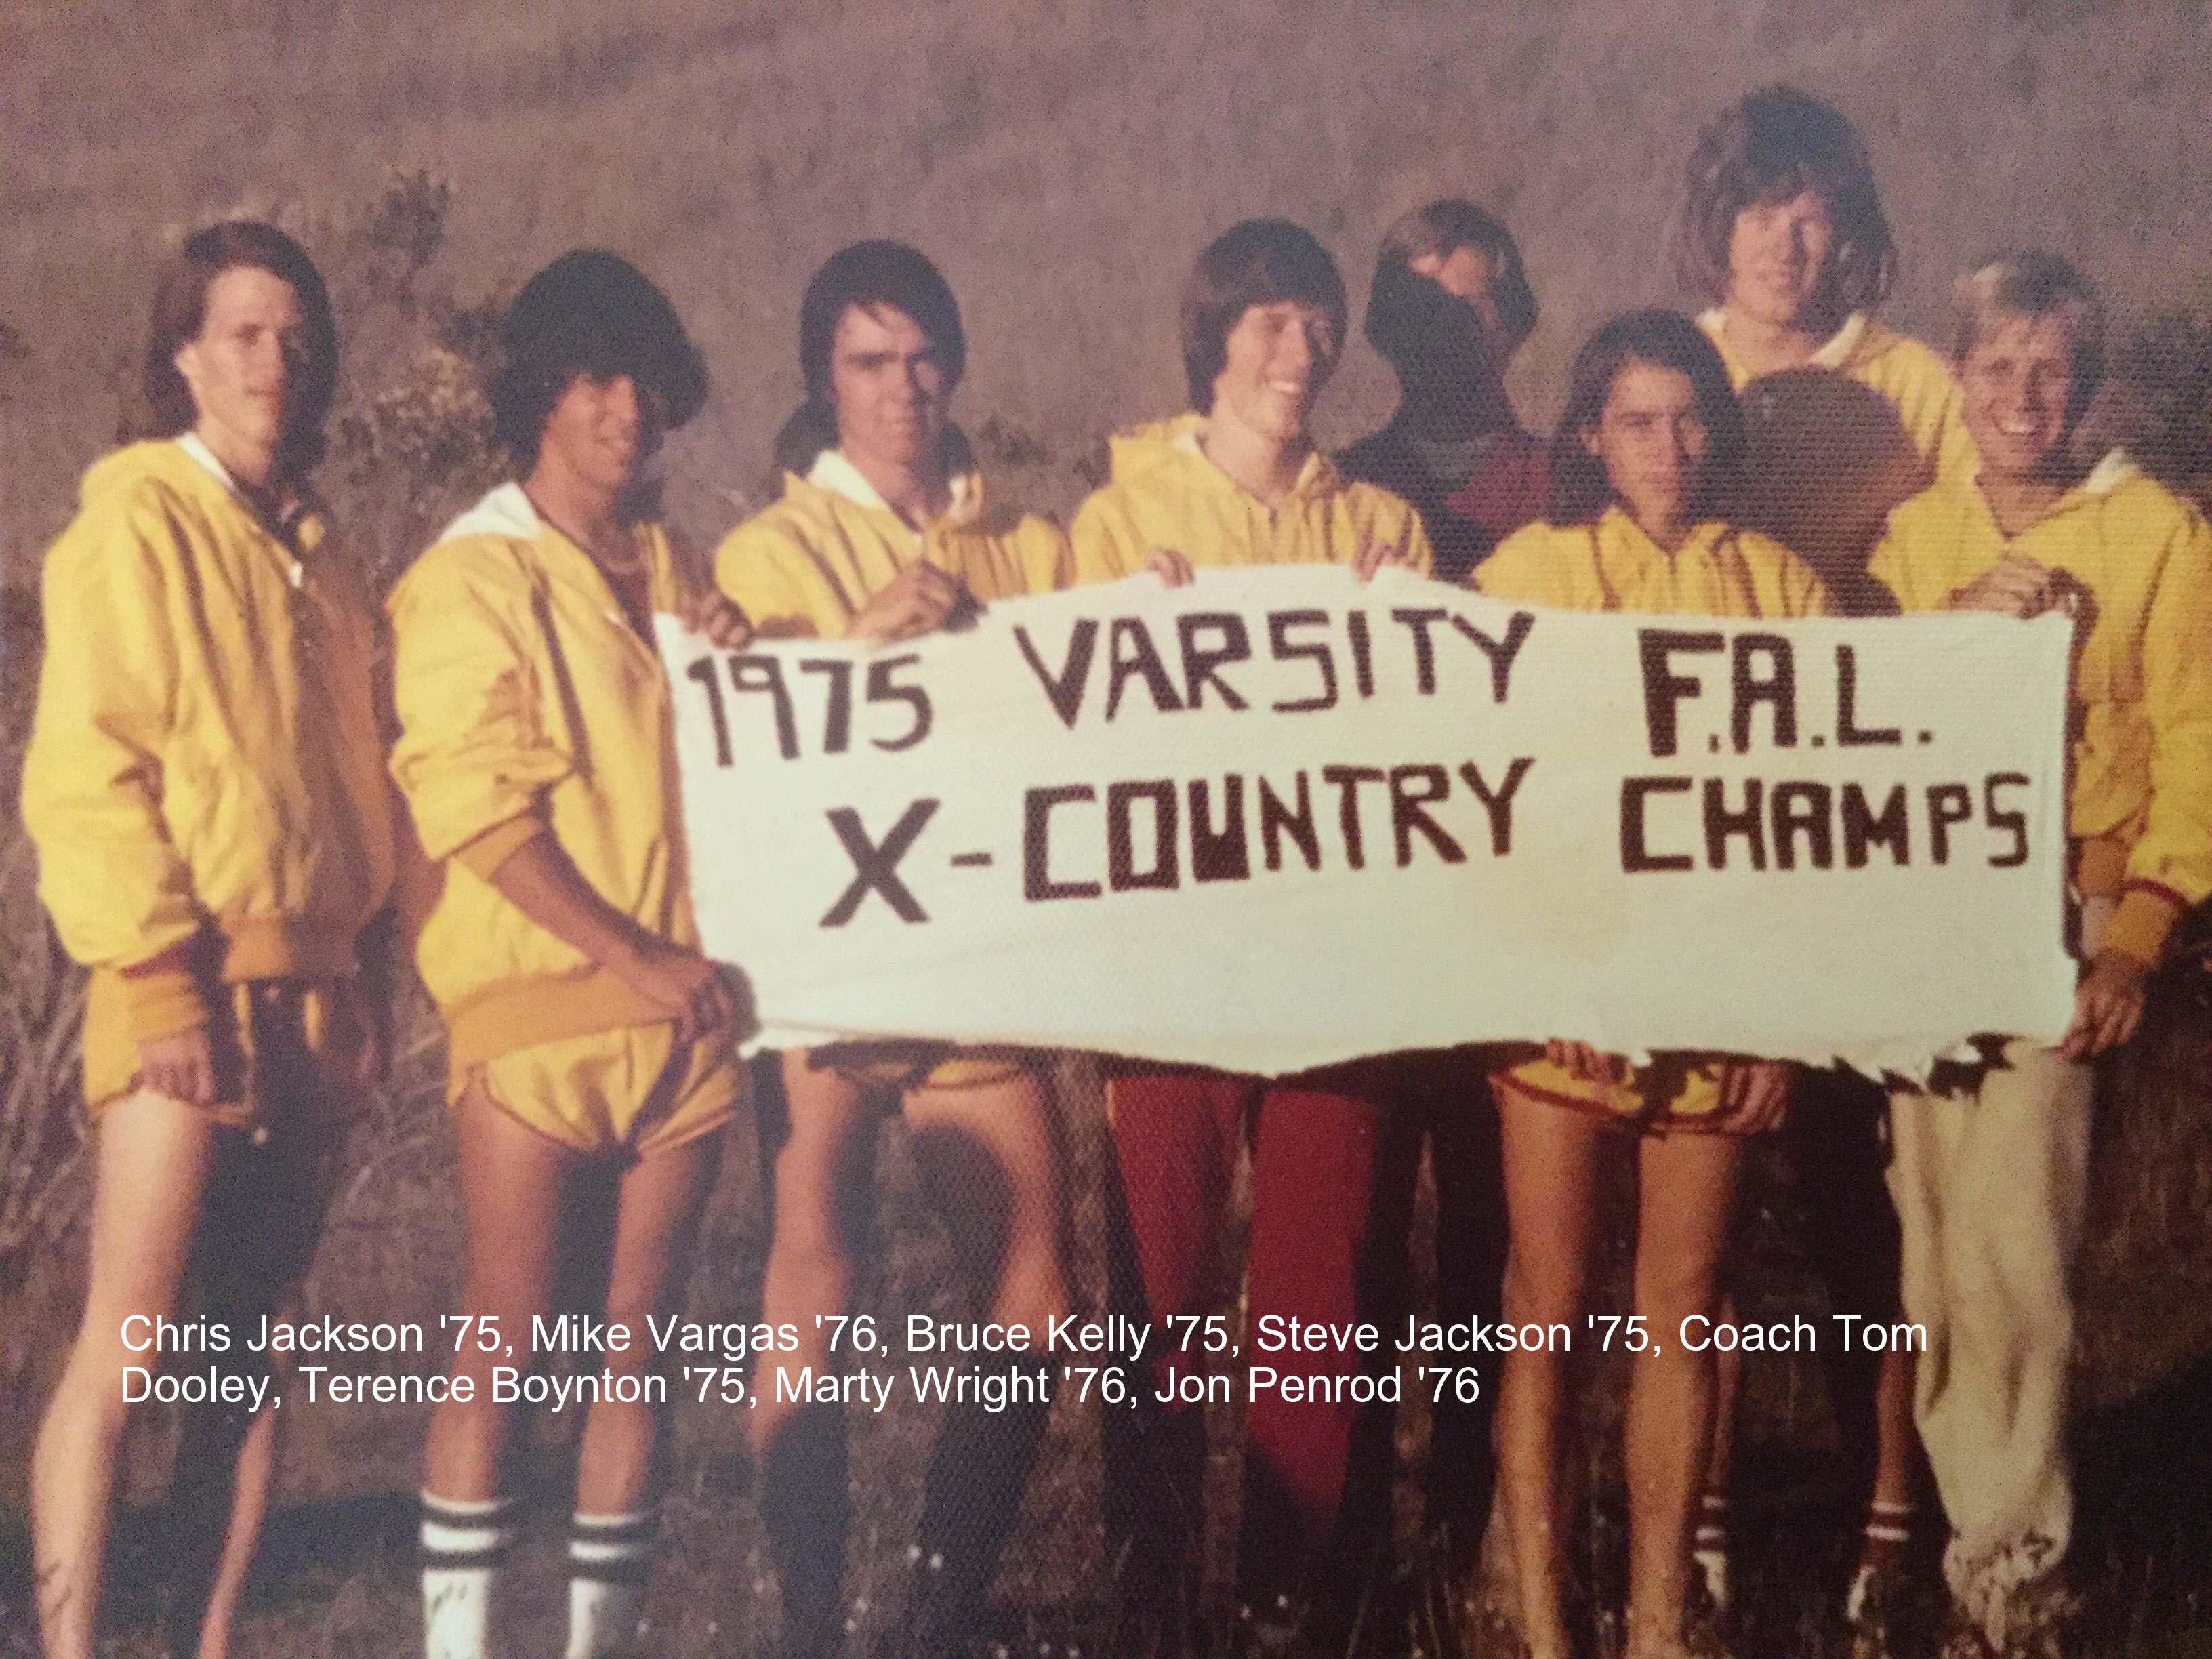 1975 VARSITY F.A.L.
X-COUNTRY CHAMPS
Chris Jackson '75, Mike Vargas '76, Bruce Kelly '75, Steve Jackson '75, Coach Tom
Dooley, Terence Boynton '75, Marty Wright '76, Jon Penrod '76